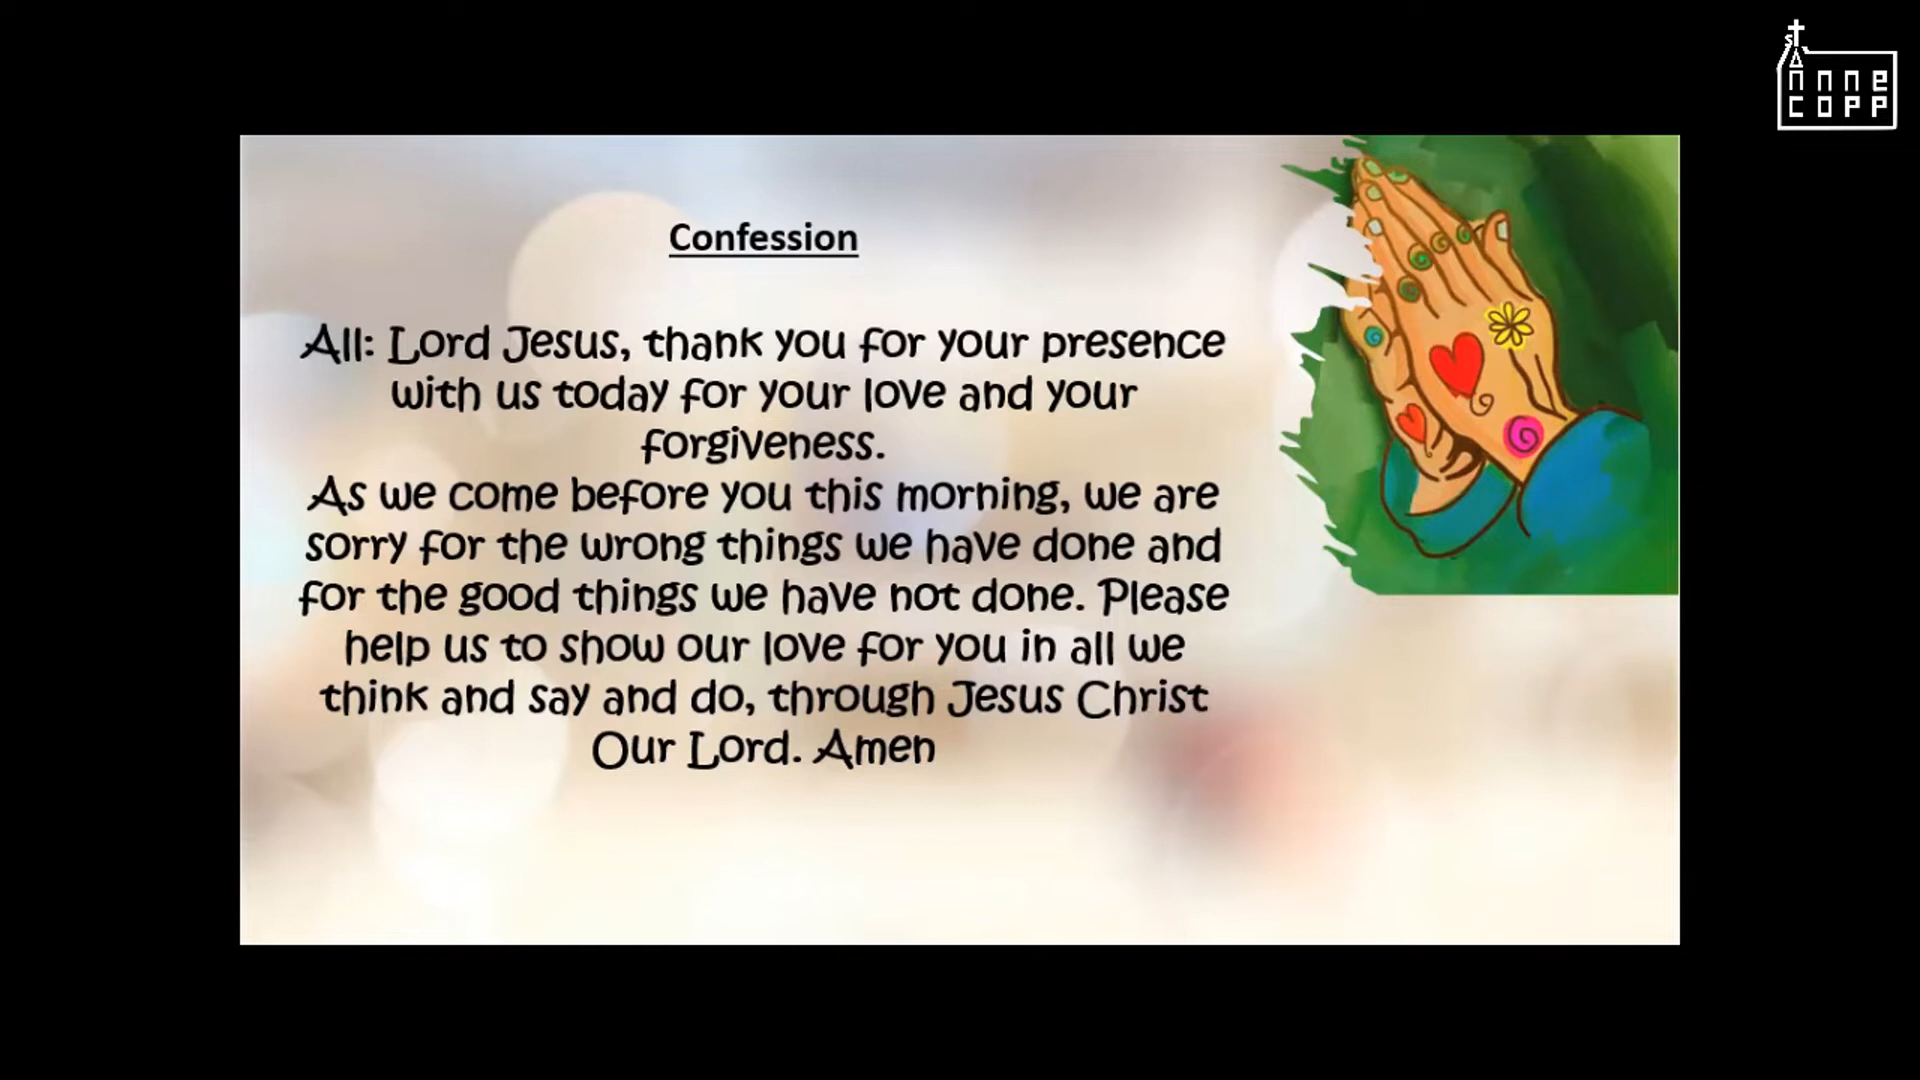 St
Anne
Copp
Confession
All: Lord Jesus, thank you for your presence
with us today for your love and your
forgiveness.
As we come before you this morning, we are
sorry for the wrong things we have done and
for the good things we have not done. Please
help us to show our love for you in all we
think and say and do, through Jesus Christ
Our Lord. Amen